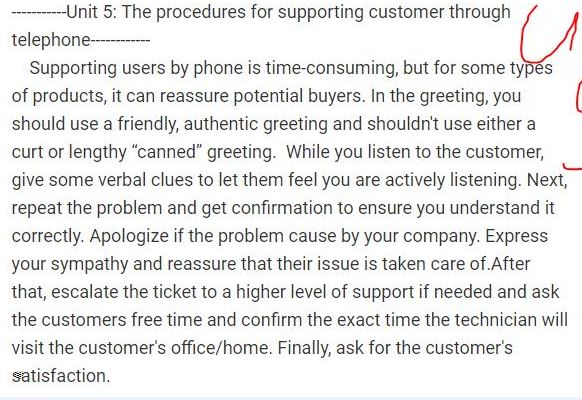 -----------Unit 5: The procedures for supporting customer through
telephone------------
Supporting users by phone is time-consuming, but for some types
of products, it can reassure potential buyers. In the greeting, you
should use a friendly, authentic greeting and shouldn't use either a
curt or lengthy “canned” greeting.  While you listen to the customer,
give some verbal clues to let them feel you are actively listening. Next,
repeat the problem and get confirmation to ensure you understand it
correctly. Apologize if the problem cause by your company. Express
your sympathy and reassure that their issue is taken care of.After
that, escalate the ticket to a higher level of support if needed and ask
the customers free time and confirm the exact time the technician will
visit the customer's office/home. Finally, ask for the customer's
satisfaction.